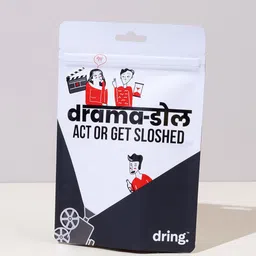 drama-डोल
ACT OR GET SLOSHED
dring.